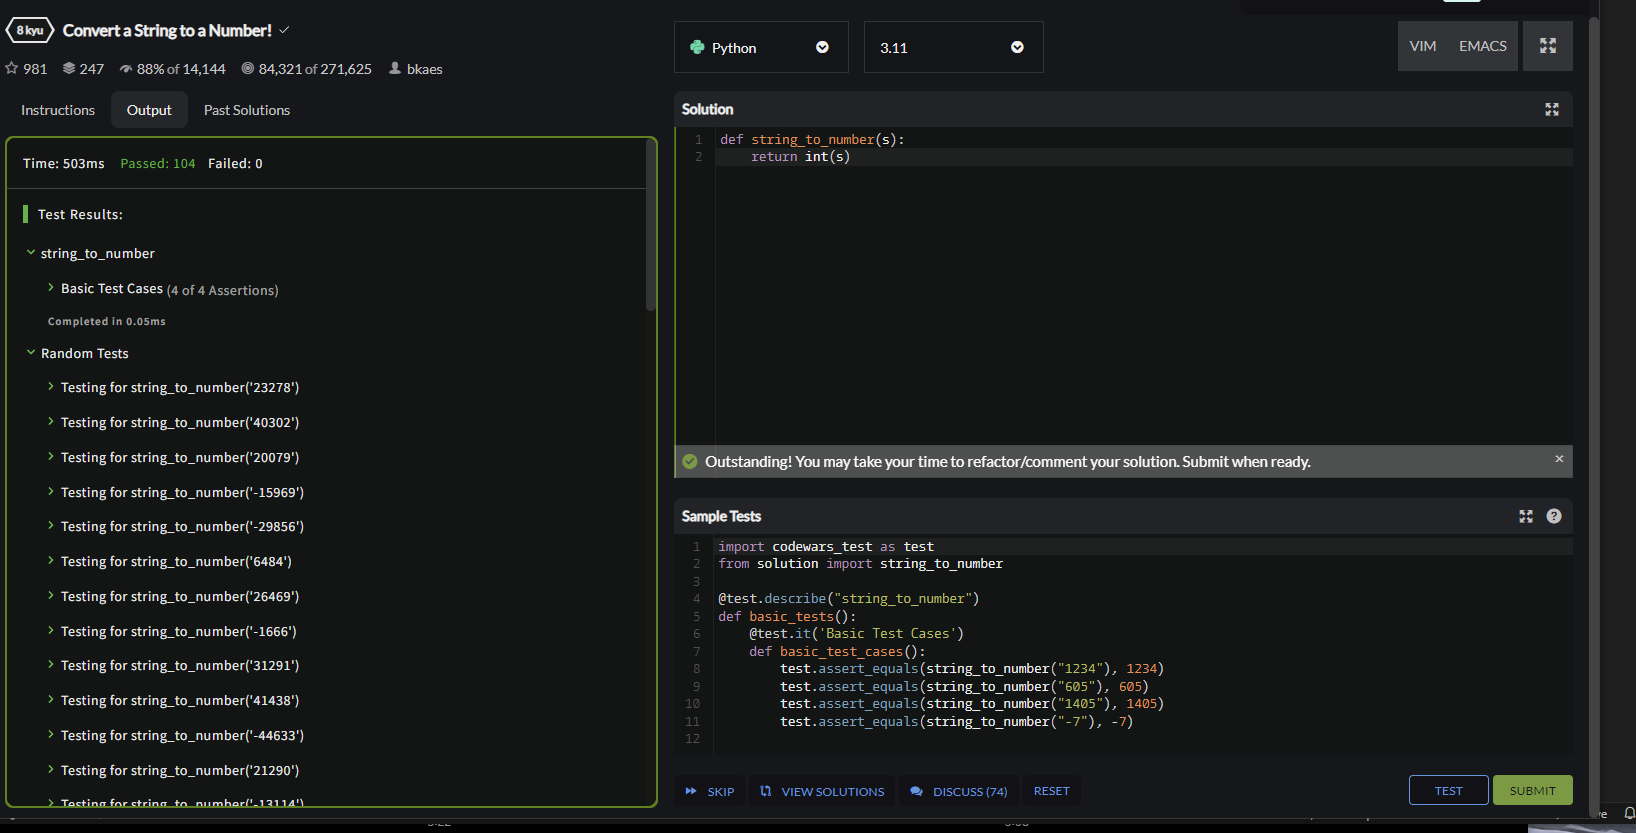 8 kyu Convert a String to a Number!
981 247 88% of 14,144 84,321 of 271,625 bkaes
Instructions Output Past Solutions
Time: 503ms Passed: 104 Failed: 0
Test Results:
string_to_number
Basic Test Cases (4 of 4 Assertions)
Completed in 0.05ms
Random Tests
Testing for string_to_number('23278')
Testing for string_to_number('40302')
Testing for string_to_number('20079')
Testing for string_to_number('-15969')
Testing for string_to_number('-29856')
Testing for string_to_number('6484')
Testing for string_to_number('26469')
Testing for string_to_number('-1666')
Testing for string_to_number('31291')
Testing for string_to_number('41438')
Testing for string_to_number('-44633')
Testing for string_to_number('21290')
Testing for string_to_number('-13114')
Python 3.11 VIM EMACS
Solution
1 def string_to_number(s):
2     return int(s)
Outstanding! You may take your time to refactor/comment your solution. Submit when ready. ×
Sample Tests ?
1 import codewars_test as test
2 from solution import string_to_number
3
4 @test.describe("string_to_number")
5 def basic_tests():
6     @test.it('Basic Test Cases')
7     def basic_test_cases():
8         test.assert_equals(string_to_number("1234"), 1234)
9         test.assert_equals(string_to_number("605"), 605)
10         test.assert_equals(string_to_number("1405"), 1405)
11         test.assert_equals(string_to_number("-7"), -7)
12
SKIP VIEW SOLUTIONS DISCUSS (74) RESET TEST SUBMIT